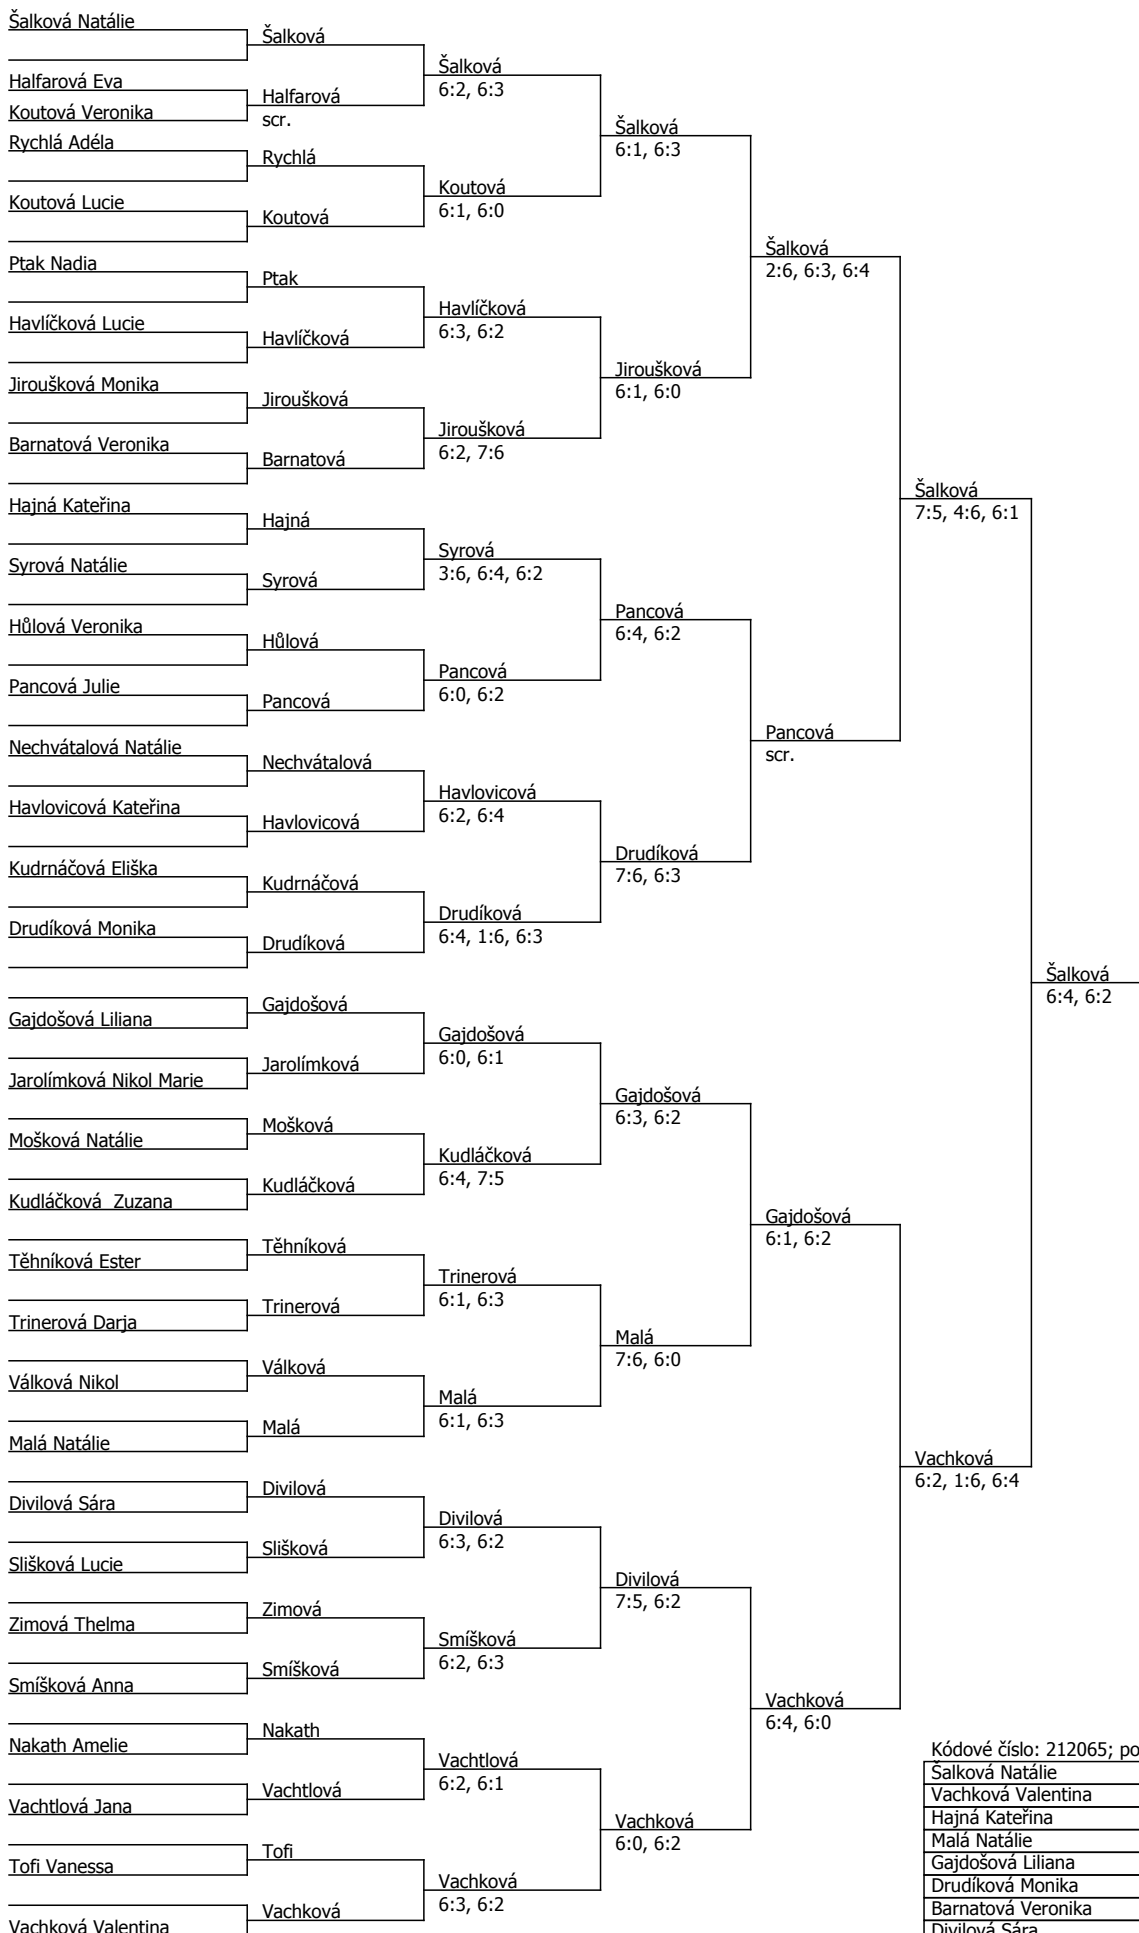 Šalková Natálie
Halfarová Eva
Koutová Veronika
Rychlá Adéla
Koutová Lucie
Ptak Nadia
Havlíčková Lucie
Jiroušková Monika
Barnatová Veronika
Hajná Kateřina
Syrová Natálie
Hůlová Veronika
Pancová Julie
Nechvátalová Natálie
Havlovicová Kateřina
Kudrnáčová Eliška
Drudíková Monika
Gajdošová Liliana
Jarolímková Nikol Marie
Mošková Natálie
Kudláčková  Zuzana
Těhníková Ester
Trinerová Darja
Válková Nikol
Malá Natálie
Divilová Sára
Slišková Lucie
Zimová Thelma
Smíšková Anna
Nakath Amelie
Vachtlová Jana
Tofi Vanessa
Vachková Valentina
Šalková
Halfarová
scr.
Rychlá
Koutová
Ptak
Havlíčková
Jiroušková
Barnatová
Hajná
Syrová
Hůlová
Pancová
Nechvátalová
Havlovicová
Kudrnáčová
Drudíková
Gajdošová
Jarolímková
Mošková
Kudláčková
Těhníková
Trinerová
Válková
Malá
Divilová
Slišková
Zimová
Smíšková
Nakath
Vachtlová
Tofi
Vachková
Šalková
6:2, 6:3
Koutová
6:1, 6:0
Havlíčková
6:3, 6:2
Jiroušková
6:2, 7:6
Syrová
3:6, 6:4, 6:2
Pancová
6:0, 6:2
Havlovicová
6:2, 6:4
Drudíková
6:4, 1:6, 6:3
Gajdošová
6:0, 6:1
Kudláčková
6:4, 7:5
Trinerová
6:1, 6:3
Malá
6:1, 6:3
Divilová
6:3, 6:2
Smíšková
6:2, 6:3
Vachtlová
6:2, 6:1
Vachková
6:3, 6:2
Šalková
6:1, 6:3
Jiroušková
6:1, 6:0
Pancová
6:4, 6:2
Drudíková
7:6, 6:3
Gajdošová
6:3, 6:2
Malá
7:6, 6:0
Divilová
7:5, 6:2
Vachková
6:0, 6:2
Šalková
2:6, 6:3, 6:4
Pancová
scr.
Gajdošová
6:1, 6:2
Vachková
6:4, 6:0
Šalková
7:5, 4:6, 6:1
Vachková
6:2, 1:6, 6:4
Šalková
6:4, 6:2
Kódové číslo: 212065; po
Šalková Natálie
Vachková Valentina
Hajná Kateřina
Malá Natálie
Gajdošová Liliana
Drudíková Monika
Barnatová Veronika
Divilová Sára